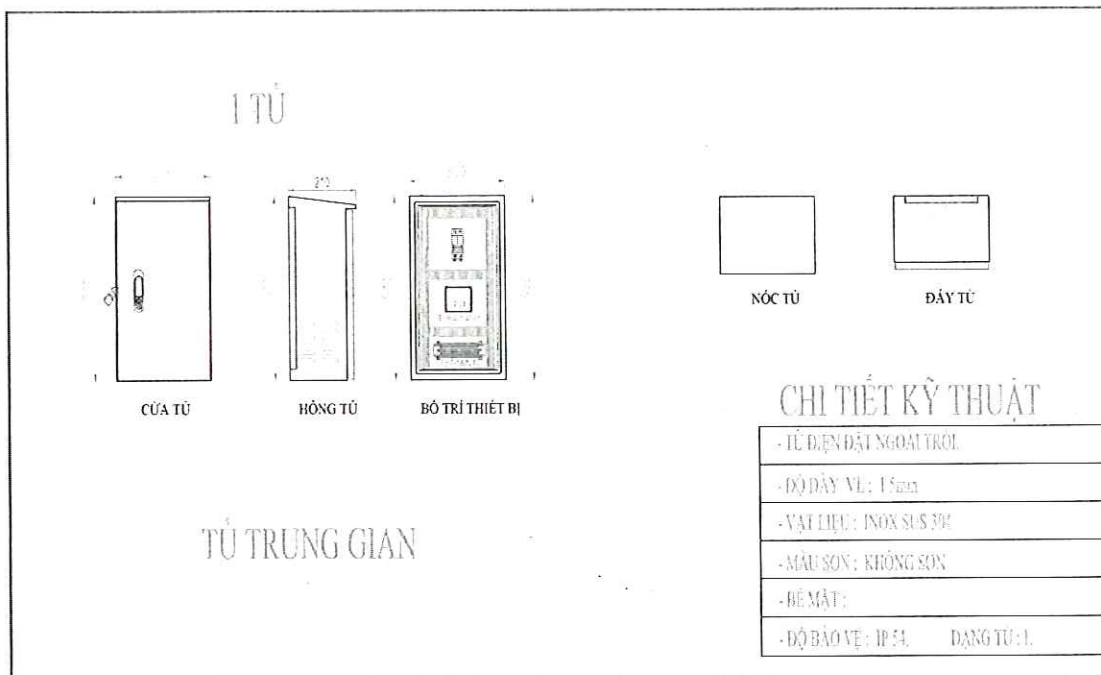 1 TỦ
210
CỬA TỦ
HÔNG TỦ
BỐ TRÍ THIẾT BỊ
NÓC TỦ
ĐÁY TỦ
TỦ TRUNG GIAN
CHI TIẾT KỸ THUẬT
- TỦ ĐIỆN ĐẶT NGOÀI TRỜI.
- ĐỘ DÀY VL: 1.5mm
- VẬT LIỆU: INOX SUS
- MÀU SƠN: KHÔNG SƠN
- BỀ MẶT:
- ĐỘ BẢO VỆ: IP 54. DẠNG TỦ: 1.